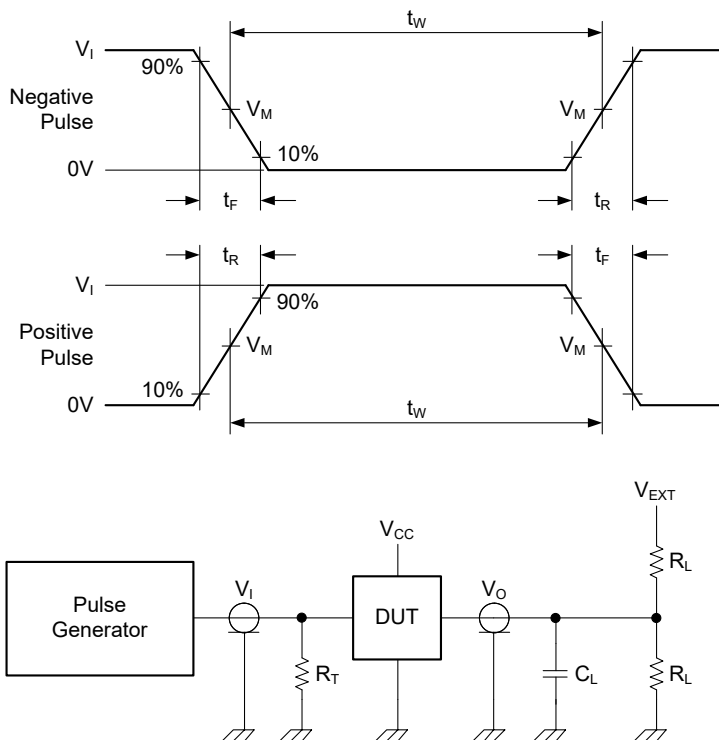 t_W
V_I
90%
Negative
Pulse
V_M
V_M
10%
0V
t_F
t_R
t_R
t_F
V_I
90%
Positive
Pulse
V_M
V_M
10%
0V
t_W
V_EXT
V_CC
R_L
Pulse
Generator
V_I
DUT
V_O
R_T
C_L
R_L